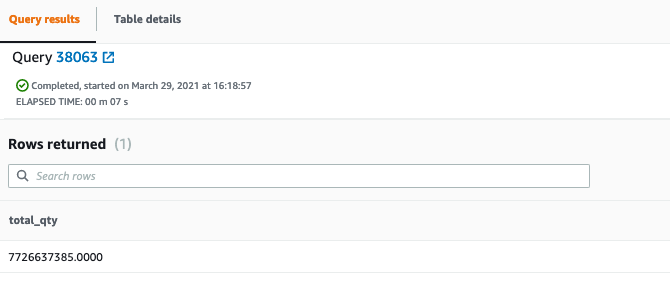 Query results
Table details
Query 38063
Completed, started on March 29, 2021 at 16:18:57
ELAPSED TIME: 00 m 07 s
Rows returned (1)
Search rows
total_qty
7726637385.0000